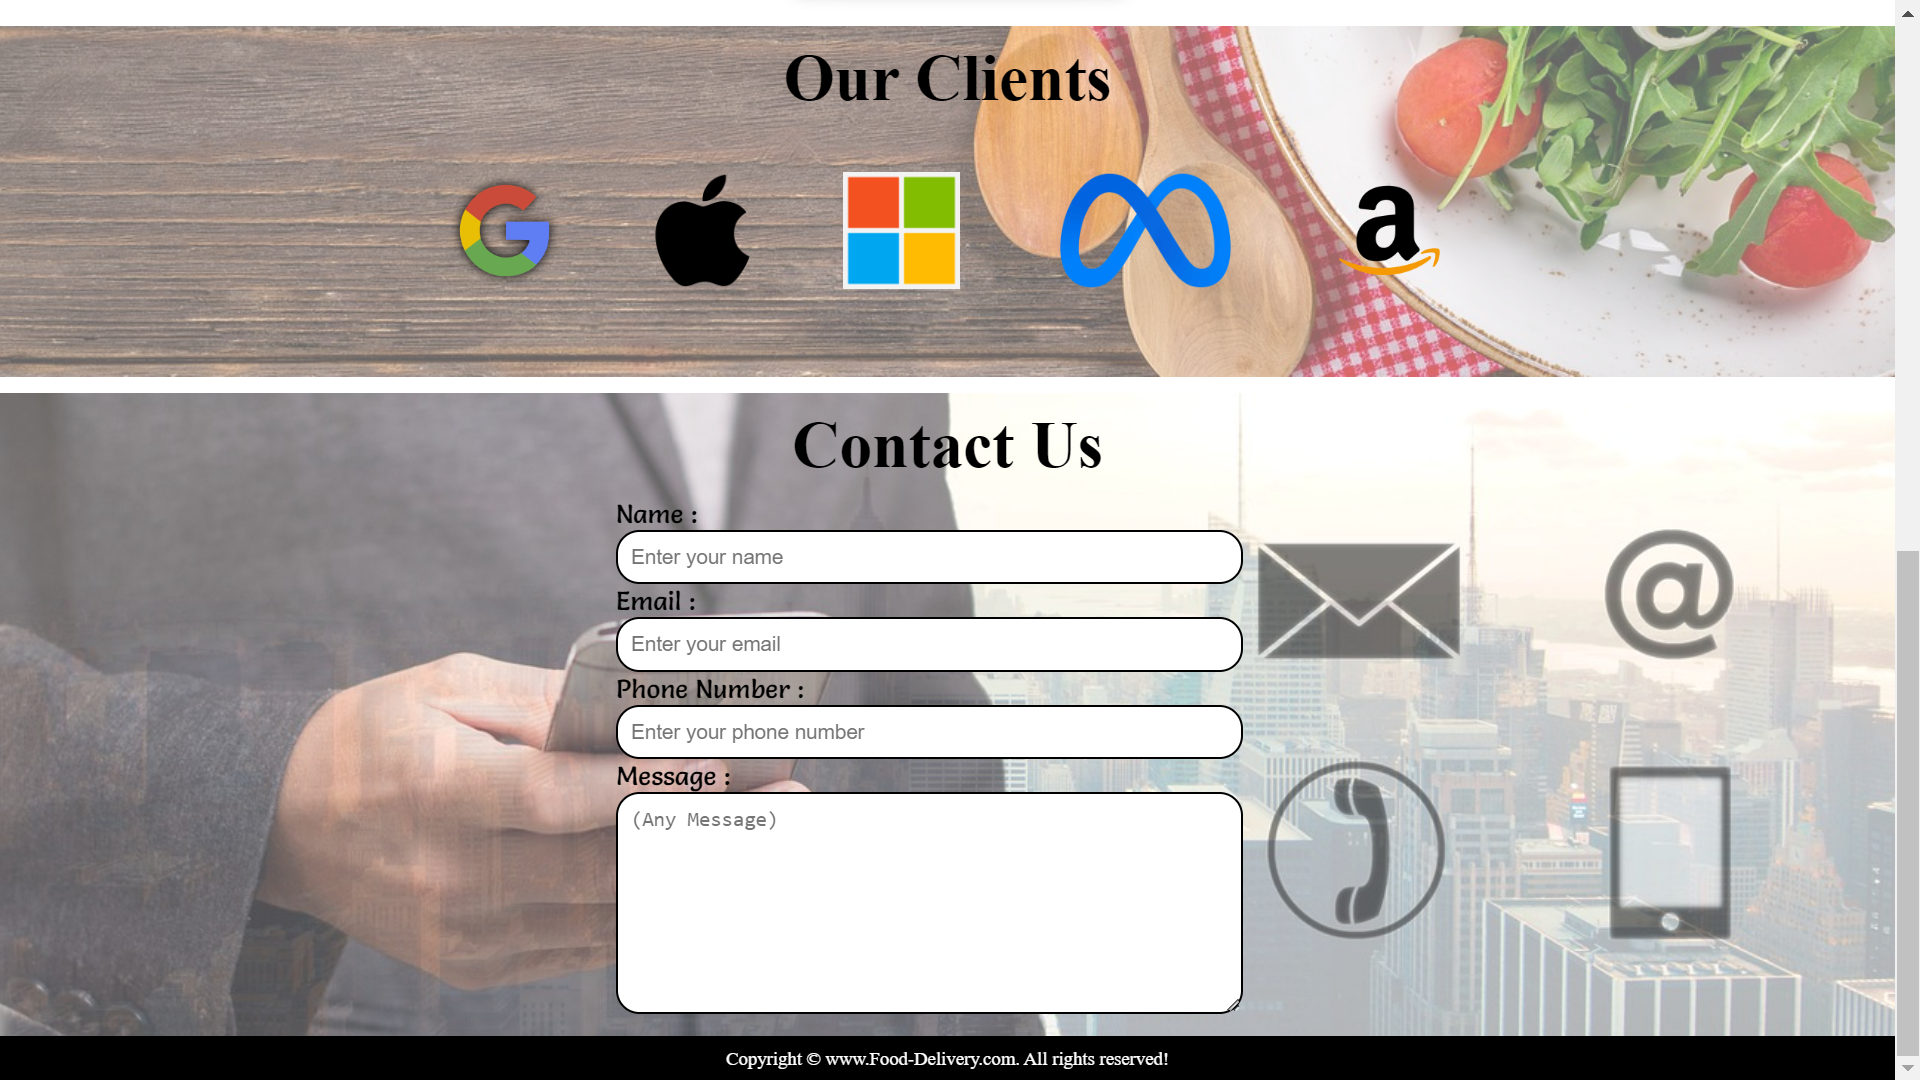 Our Clients
Contact Us
Name :
Enter your name
Email :
Enter your email
Phone Number :
Enter your phone number
Message :
(Any Message)
Copyright © www.Food-Delivery.com. All rights reserved!